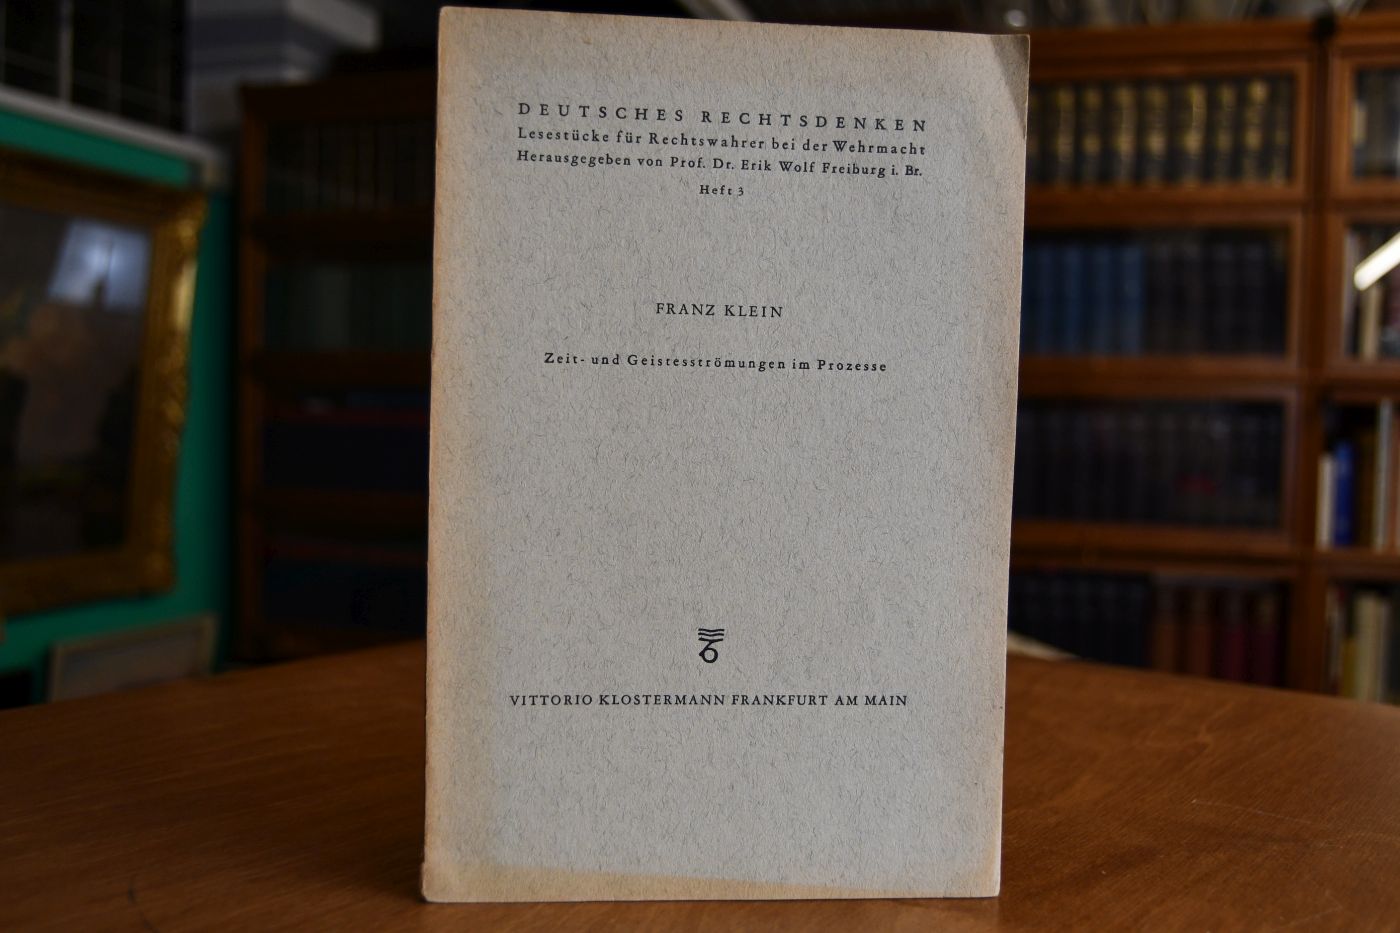 DEUTSCHES RECHTSDENKEN
Lesestücke für Rechtswahrer bei der Wehrmacht
Herausgegeben von Prof. Dr. Erik Wolf Freiburg i. Br.
Heft 3
FRANZ KLEIN
Zeit- und Geistesströmungen im Prozesse
VITTORIO KLOSTERMANN FRANKFURT AM MAIN